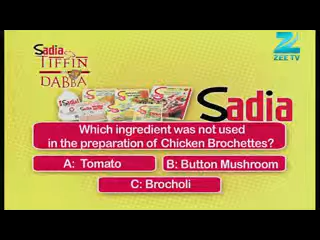 Sadia
TIFFIN
DABBA
ZEE TV
Sadia
Which ingredient was not used
in the preparation of Chicken Brochettes?
A: Tomato
B: Button Mushroom
C: Brocholi